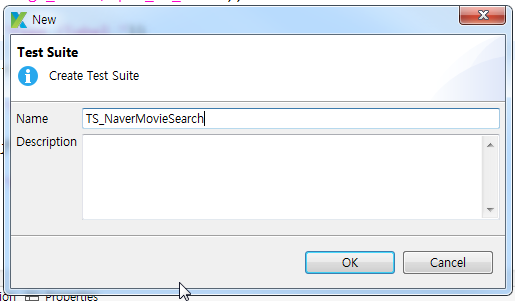 New
Test Suite
Create Test Suite
Name
TS_NaverMovieSearch
Description
OK
Cancel
Properties